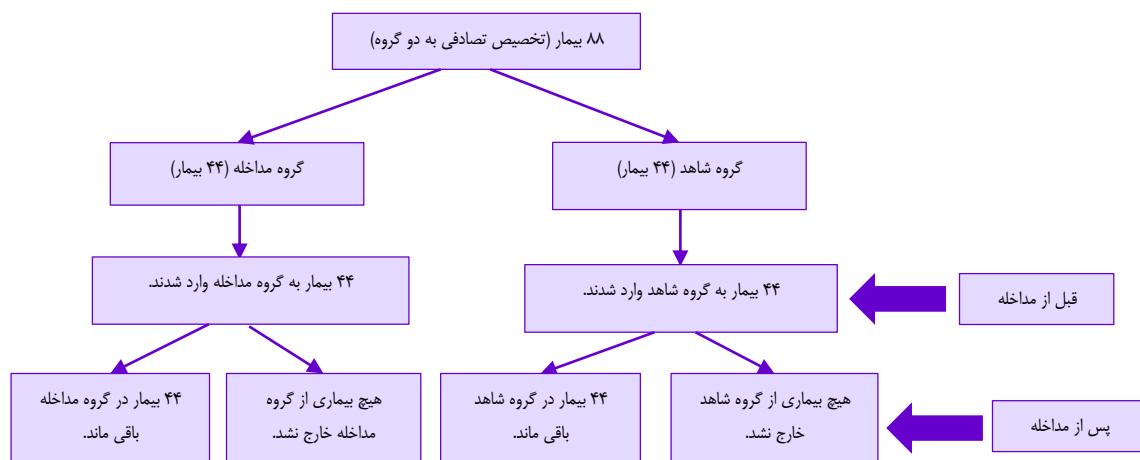 ۸۸ بیمار (تخصیص تصادفی به دو گروه)
گروه شاهد (۴۴ بیمار)
گروه مداخله (۴۴ بیمار)
قبل از مداخله
۴۴ بیمار به گروه شاهد وارد شدند.
۴۴ بیمار به گروه مداخله وارد شدند.
پس از مداخله
هیچ بیماری از گروه شاهد
خارج نشد.
۴۴ بیمار در گروه شاهد
باقی ماند.
هیچ بیماری از گروه
مداخله خارج نشد.
۴۴ بیمار در گروه مداخله
باقی ماند.